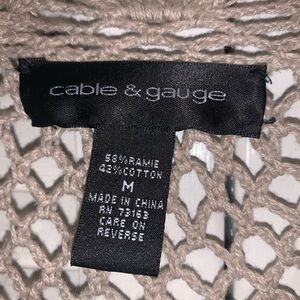 cable & gauge
58%RAMIE
42%COTTON
M
MADE IN CHINA
RN 73163
CARE ON
REVERSE